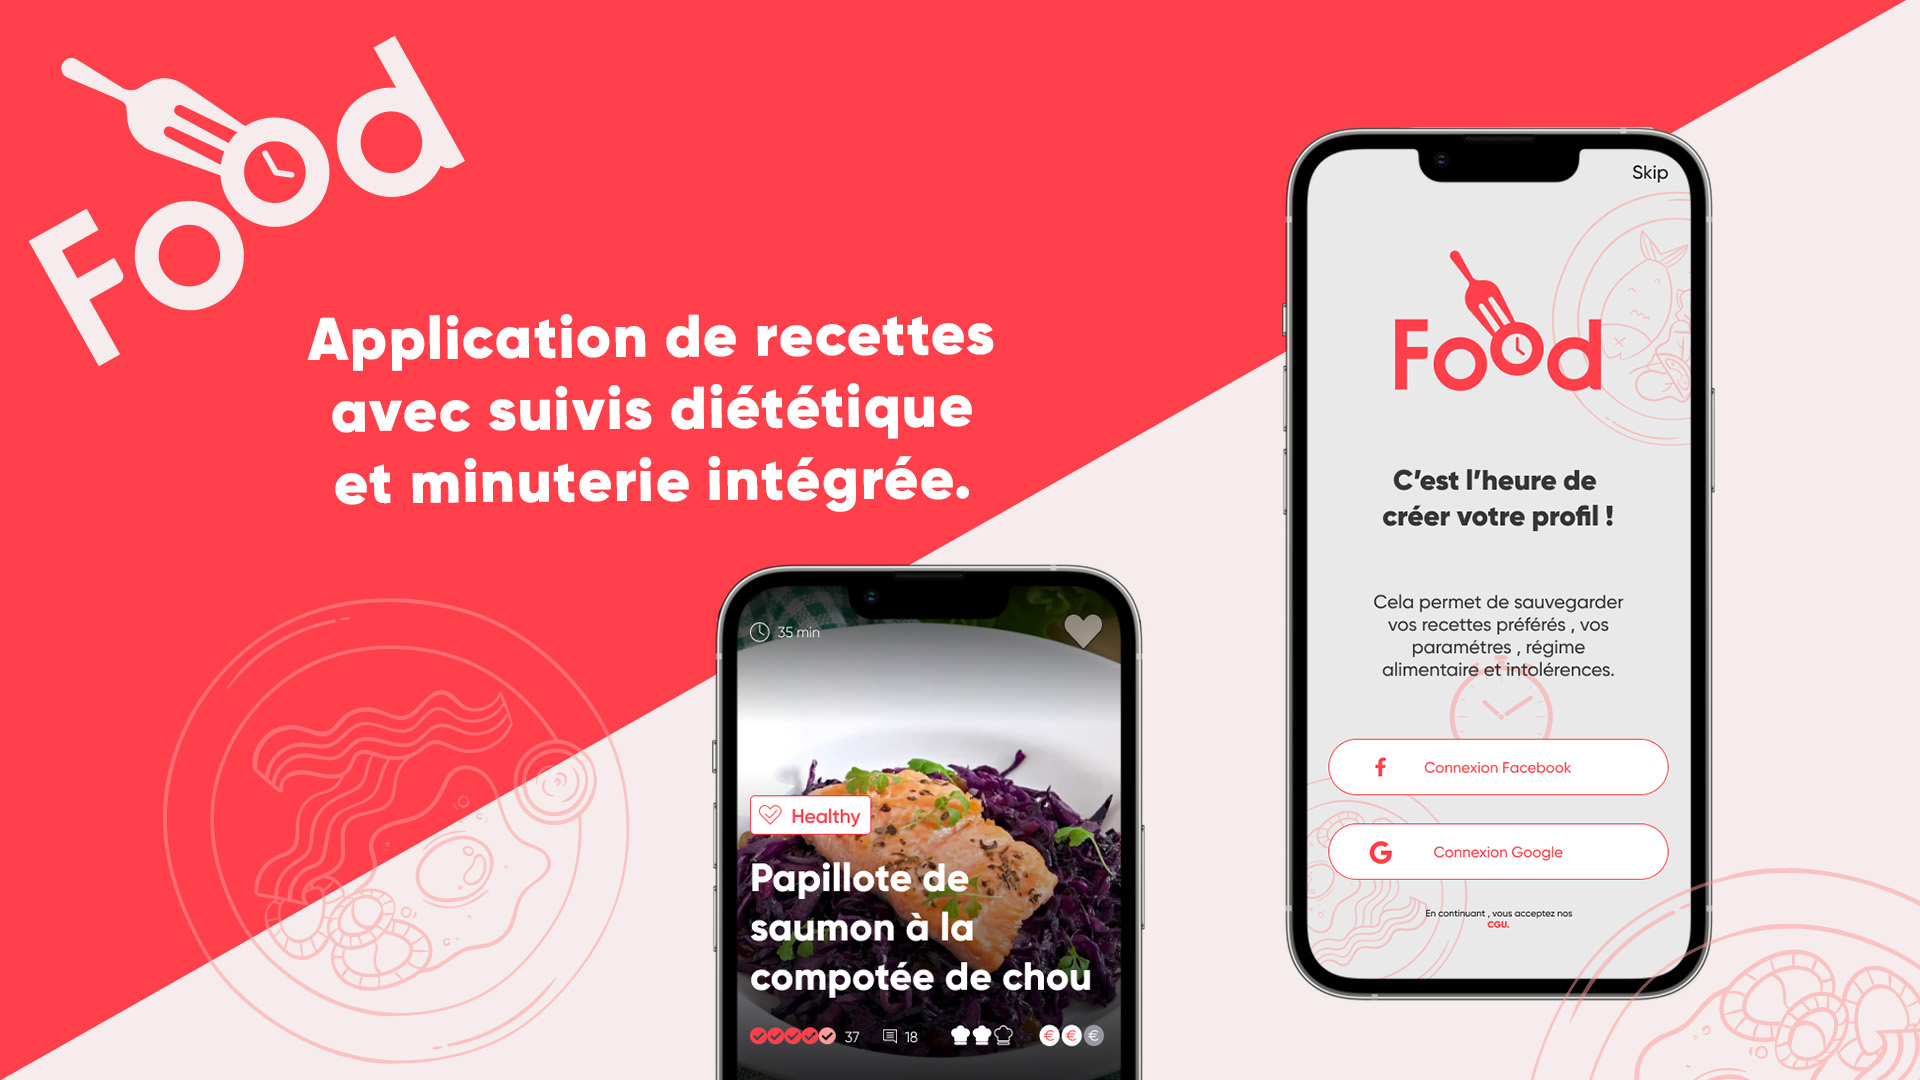 Food
Application de recettes
avec suivis diététique
et minuterie intégrée.
35 min
Healthy
Papillote de
saumon à la
compotée de chou
37
18
€ € €
Skip
Food
C’est l’heure de
créer votre profil !
Cela permet de sauvegarder
vos recettes préférés , vos
paramétres , régime
alimentaire et intolérences.
f Connexion Facebook
G Connexion Google
En continuant , vous acceptez nos
CGU.